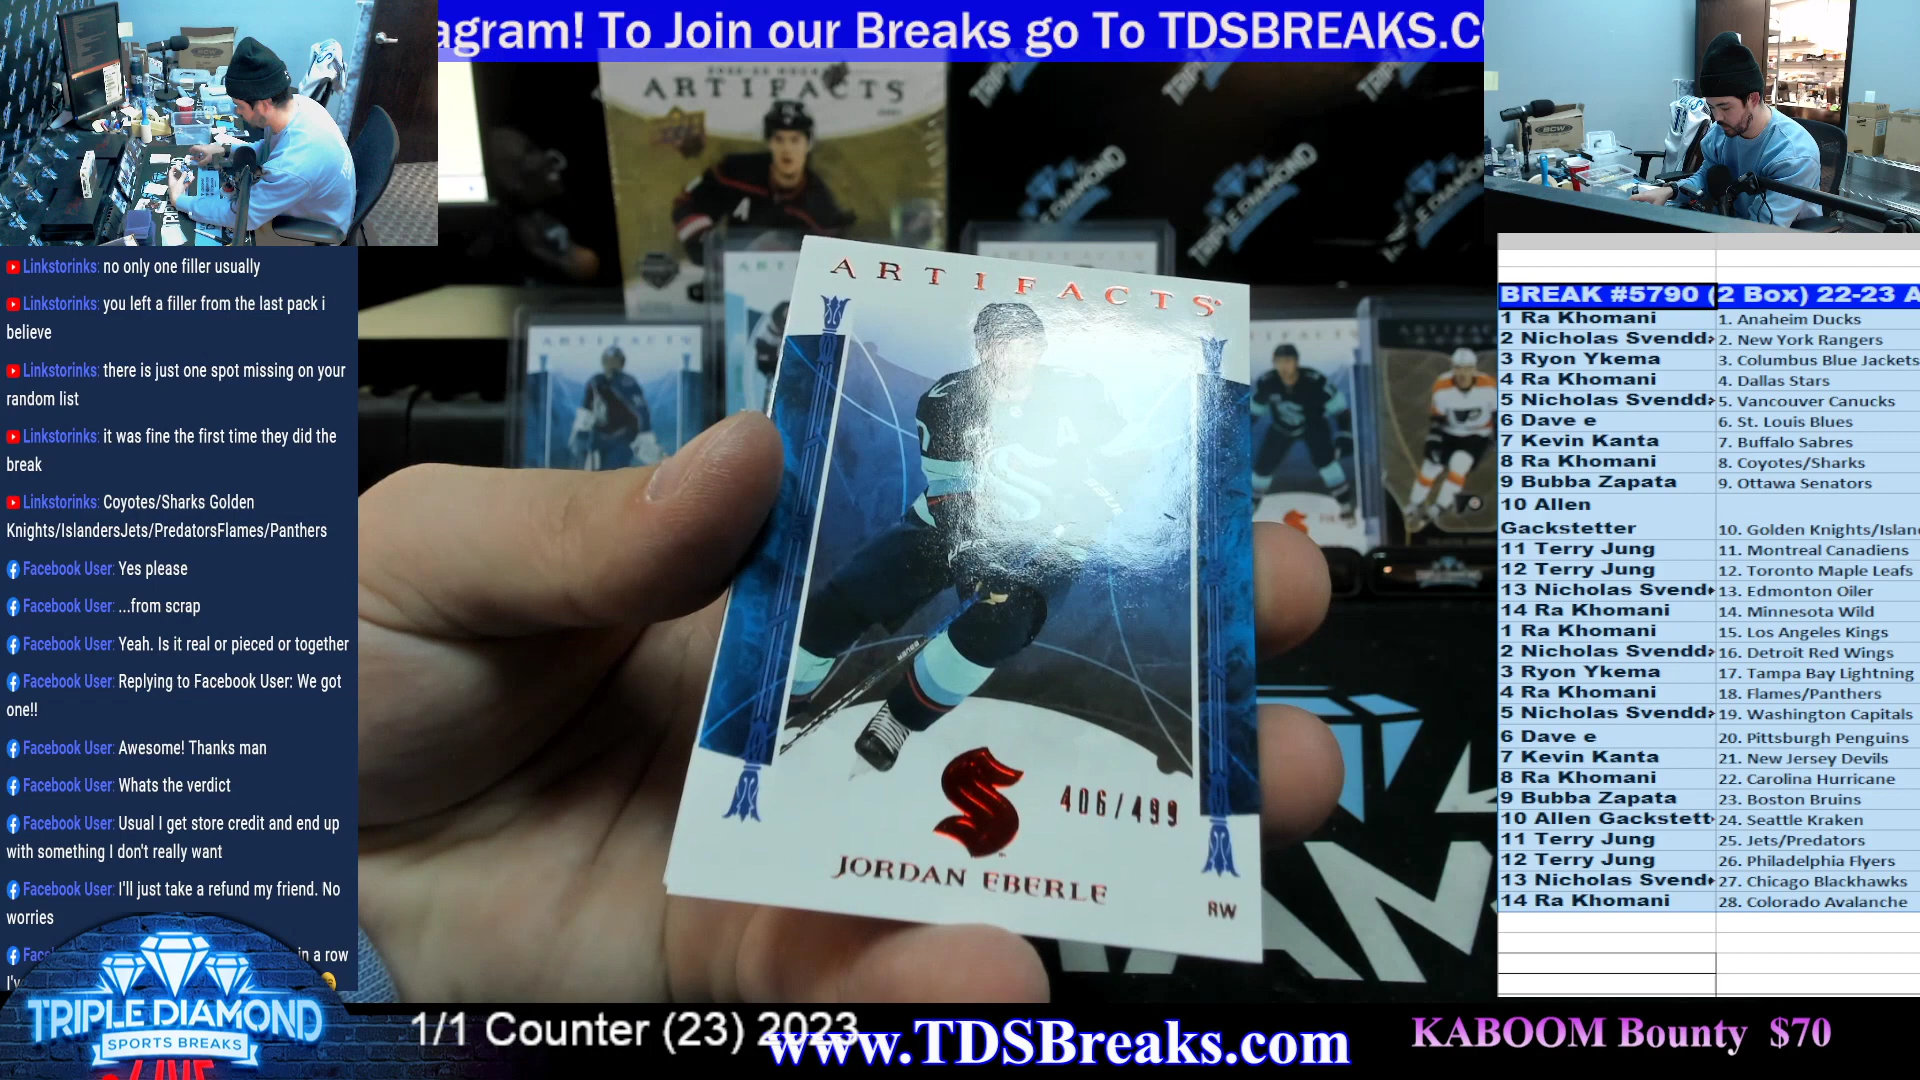 agram! To Join our Breaks go To TDSBREAKS.C
Linkstorinks: no only one filler usually
Linkstorinks: you left a filler from the last pack i
believe
Linkstorinks: there is just one spot missing on your
random list
Linkstorinks: it was fine the first time they did the
break
Linkstorinks: Coyotes/Sharks Golden
Knights/IslandersJets/PredatorsFlames/Panthers
Facebook User: Yes please
Facebook User: ...from scrap
Facebook User: Yeah. Is it real or pieced or together
Facebook User: Replying to Facebook User: We got
one!!
Facebook User: Awesome! Thanks man
Facebook User: Whats the verdict
Facebook User: Usual I get store credit and end up
with something I don't really want
Facebook User: I'll just take a refund my friend. No
worries
in a row
TRIPLE DIAMOND
SPORTS BREAKS
LIVE
ARTIFACTS
A
ARTIFACTS
TRIPLE DIAMOND
TRIPLE DIAMOND
ARTIFACTS
A
406/499
JORDAN EBERLE
RW
BCW
BREAK #5790 (2 Box) 22-23 A
1 Ra Khomani 1. Anaheim Ducks
2 Nicholas Svendd 2. New York Rangers
3 Ryon Ykema 3. Columbus Blue Jackets
4 Ra Khomani 4. Dallas Stars
5 Nicholas Svendd 5. Vancouver Canucks
6 Dave e 6. St. Louis Blues
7 Kevin Kanta 7. Buffalo Sabres
8 Ra Khomani 8. Coyotes/Sharks
9 Bubba Zapata 9. Ottawa Senators
10 Allen
Gackstetter 10. Golden Knights/Islan
11 Terry Jung 11. Montreal Canadiens
12 Terry Jung 12. Toronto Maple Leafs
13 Nicholas Svend 13. Edmonton Oiler
14 Ra Khomani 14. Minnesota Wild
1 Ra Khomani 15. Los Angeles Kings
2 Nicholas Svendd 16. Detroit Red Wings
3 Ryon Ykema 17. Tampa Bay Lightning
4 Ra Khomani 18. Flames/Panthers
5 Nicholas Svendd 19. Washington Capitals
6 Dave e 20. Pittsburgh Penguins
7 Kevin Kanta 21. New Jersey Devils
8 Ra Khomani 22. Carolina Hurricane
9 Bubba Zapata 23. Boston Bruins
10 Allen Gackstett 24. Seattle Kraken
11 Terry Jung 25. Jets/Predators
12 Terry Jung 26. Philadelphia Flyers
13 Nicholas Svend 27. Chicago Blackhawks
14 Ra Khomani 28. Colorado Avalanche
1/1 Counter (23) 2023
www.TDSBreaks.com
KABOOM Bounty $70